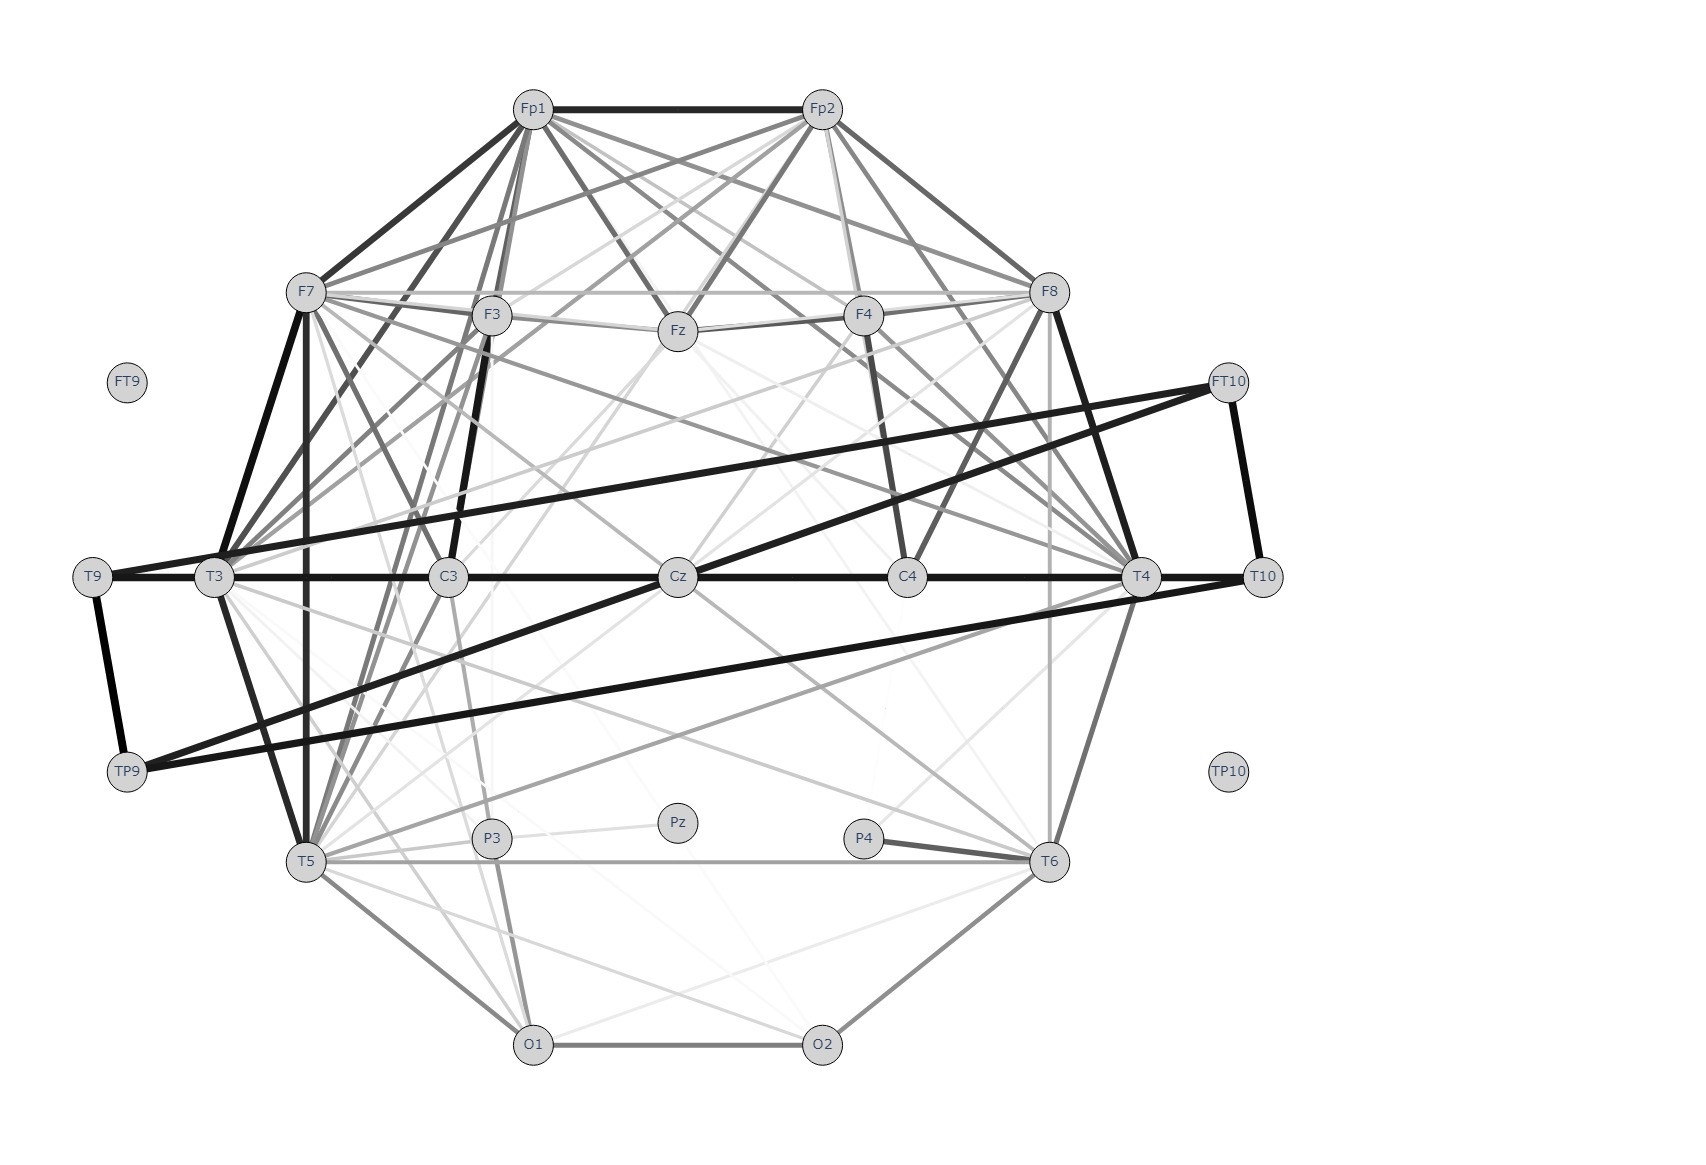 Fp1 Fp2
F7 F3 Fz F4 F8
FT9 FT10
T9 T3 C3 Cz C4 T4 T10
TP9 TP10
T5 P3 Pz P4 T6
O1 O2